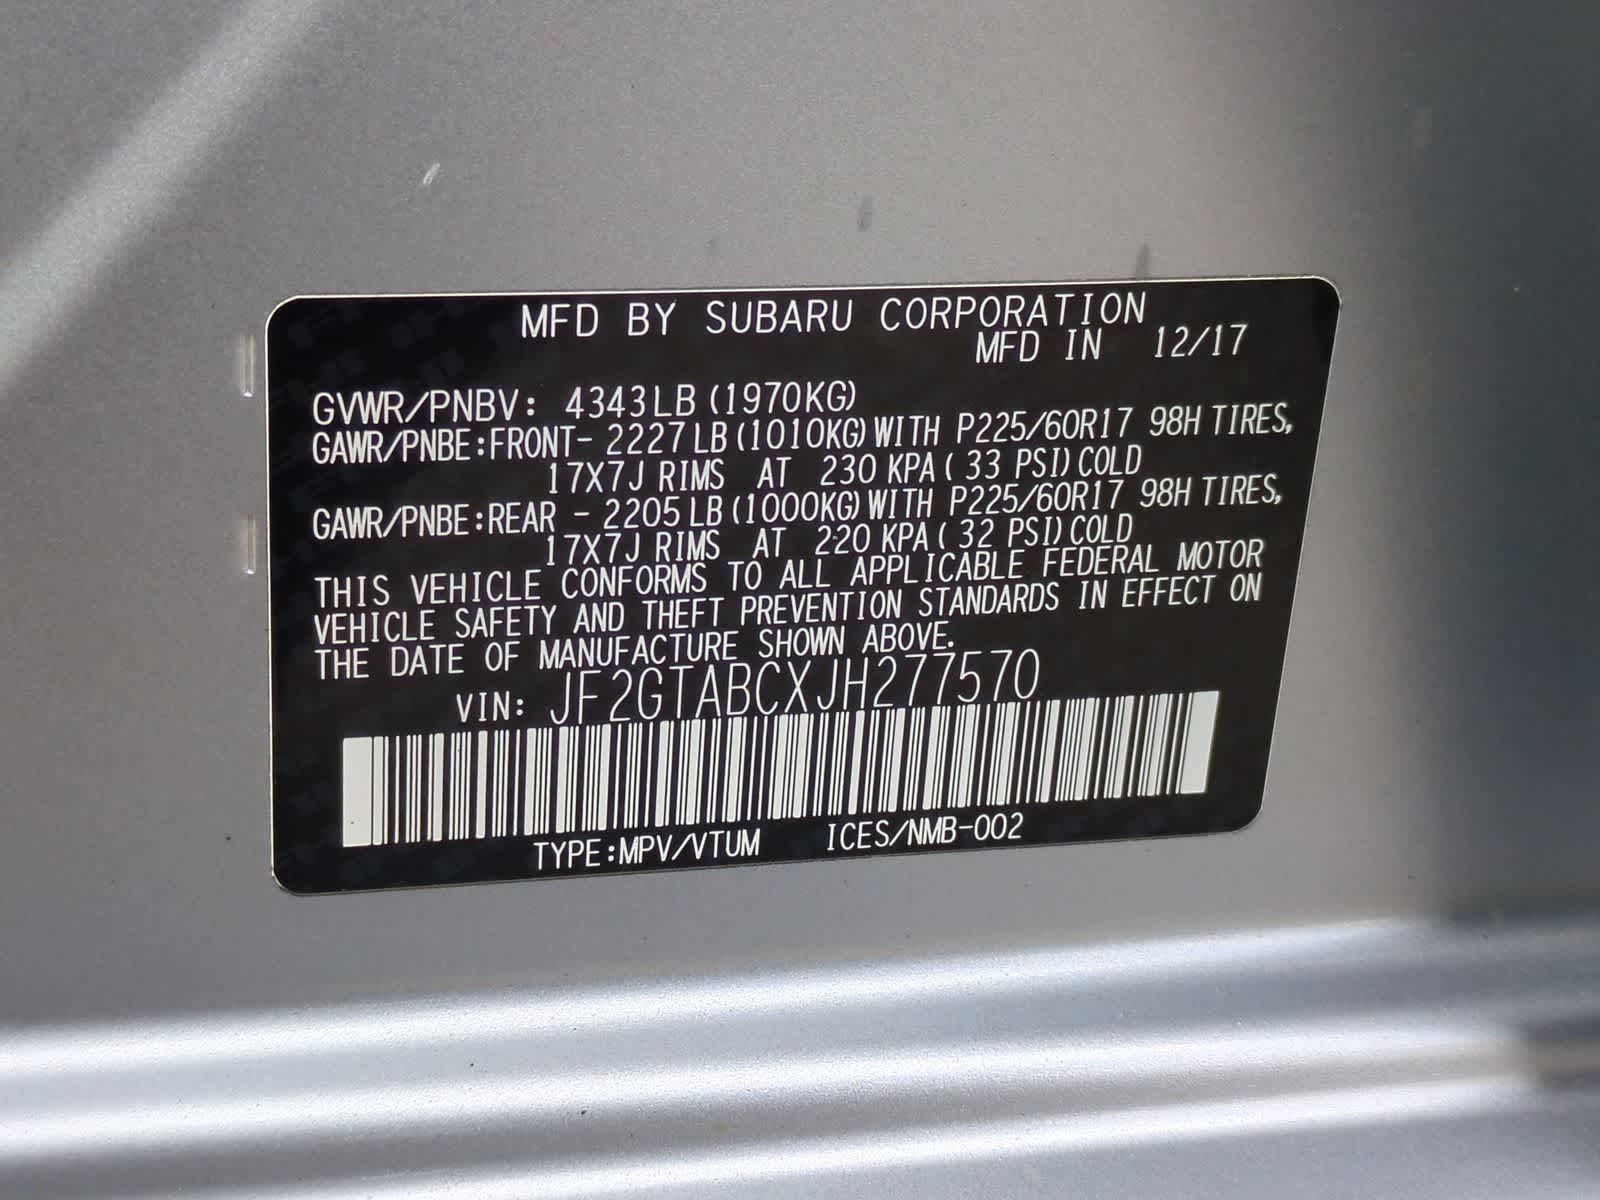 MFD BY SUBARU CORPORATION
MFD IN 12/17
GVWR/PNBV: 4343LB (1970KG)
GAWR/PNBE:FRONT- 2227LB (1010KG) WITH P225/60R17 98H TIRES,
17X7J RIMS AT 230 KPA( 33 PSI) COLD
GAWR/PNBE:REAR - 2205LB (1000KG) WITH P225/60R17 98H TIRES,
17X7J RIMS AT 220 KPA( 32 PSI) COLD
THIS VEHICLE CONFORMS TO ALL APPLICABLE FEDERAL MOTOR
VEHICLE SAFETY AND THEFT PREVENTION STANDARDS IN EFFECT ON
THE DATE OF MANUFACTURE SHOWN ABOVE.
VIN: JF2GTABCXJH277570
TYPE:MPV/VTUM ICES/NMB-002